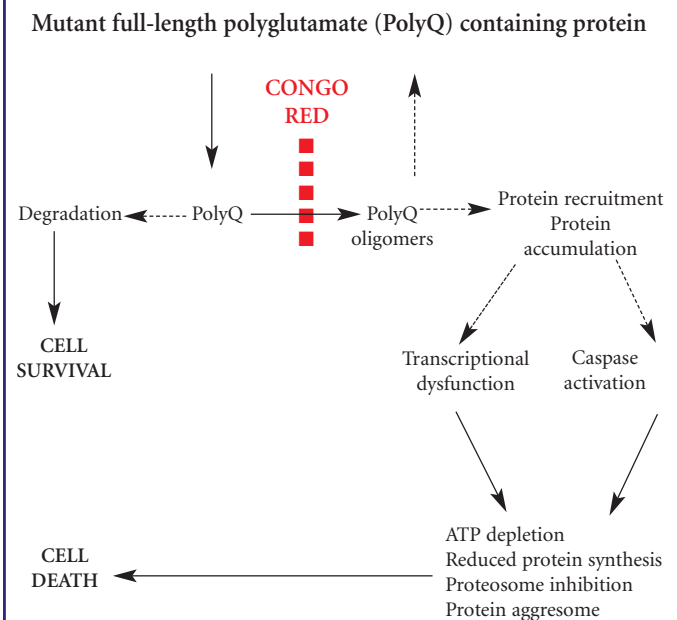 Mutant full-length polyglutamate (PolyQ) containing protein
CONGO
RED
Degradation
PolyQ
PolyQ
oligomers
Protein recruitment
Protein
accumulation
CELL
SURVIVAL
Transcriptional
dysfunction
Caspase
activation
ATP depletion
Reduced protein synthesis
Proteosome inhibition
Protein aggresome
CELL
DEATH